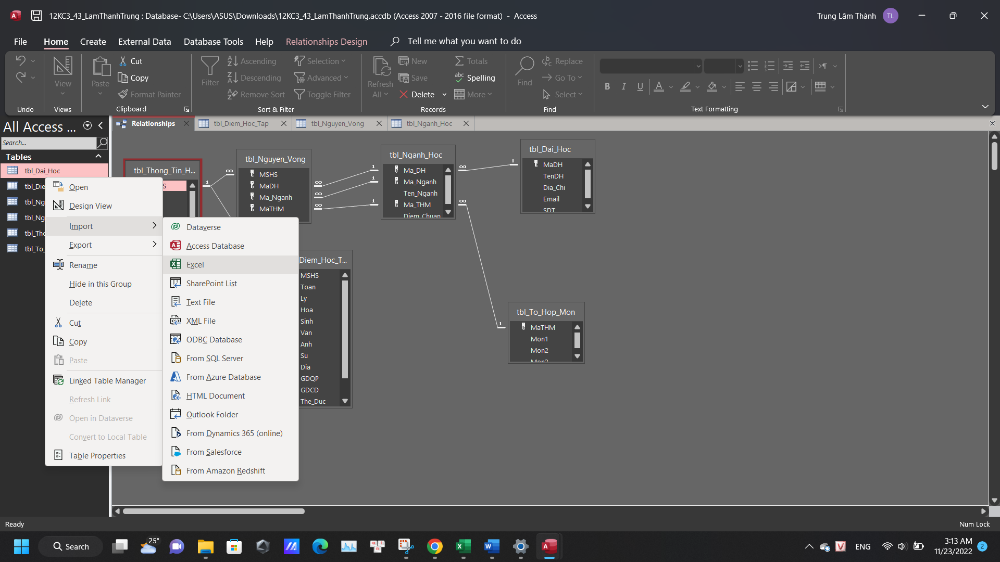 12KC3_43_LamThanhTrung : Database- C:\Users\ASUS\Downloads\12KC3_43_LamThanhTrung.accdb (Access 2007 - 2016 file format)  -  Access
Trung Lâm Thành
TL
File
Home
Create
External Data
Database Tools
Help
Relationships Design
Tell me what you want to do
View
Paste
Cut
Copy
Format Painter
Filter
Ascending
Descending
Remove Sort
Selection
Advanced
Toggle Filter
Refresh
All
New
Save
Delete
Totals
Spelling
More
Find
Replace
Go To
Select
B I U A
Undo
Views
Clipboard
Sort & Filter
Records
Find
Text Formatting
All Access ...
Search...
Tables
tbl_Dai_Hoc
tbl_Die
tbl_Ng
tbl_Ng
tbl_Tho
tbl_To_
Relationships
tbl_Diem_Hoc_Tap
tbl_Nguyen_Vong
tbl_Nganh_Hoc
tbl_Thong_Tin_H...
S
1
∞
tbl_Nguyen_Vong
MSHS
MaDH
Ma_Nganh
MaTHM
∞
∞
∞
1
1
1
tbl_Nganh_Hoc
Ma_DH
Ma_Nganh
Ten_Nganh
Ma_THM
Diem_Chuan
∞
∞
1
tbl_Dai_Hoc
MaDH
TenDH
Dia_Chi
Email
SDT
Diem_Hoc_T...
MSHS
Toan
Ly
Hoa
Sinh
Van
Anh
Su
Dia
GDQP
GDCD
The_Duc
1
tbl_To_Hop_Mon
MaTHM
Mon1
Mon2
Mon3
Open
Design View
Import
Export
Rename
Hide in this Group
Delete
Cut
Copy
Paste
Linked Table Manager
Refresh Link
Open in Dataverse
Convert to Local Table
Table Properties
Dataverse
Access Database
Excel
SharePoint List
Text File
XML File
ODBC Database
From SQL Server
From Azure Database
HTML Document
Outlook Folder
From Dynamics 365 (online)
From Salesforce
From Amazon Redshift
Ready
Num Lock
Search
25°
ENG
3:13 AM
11/23/2022
2